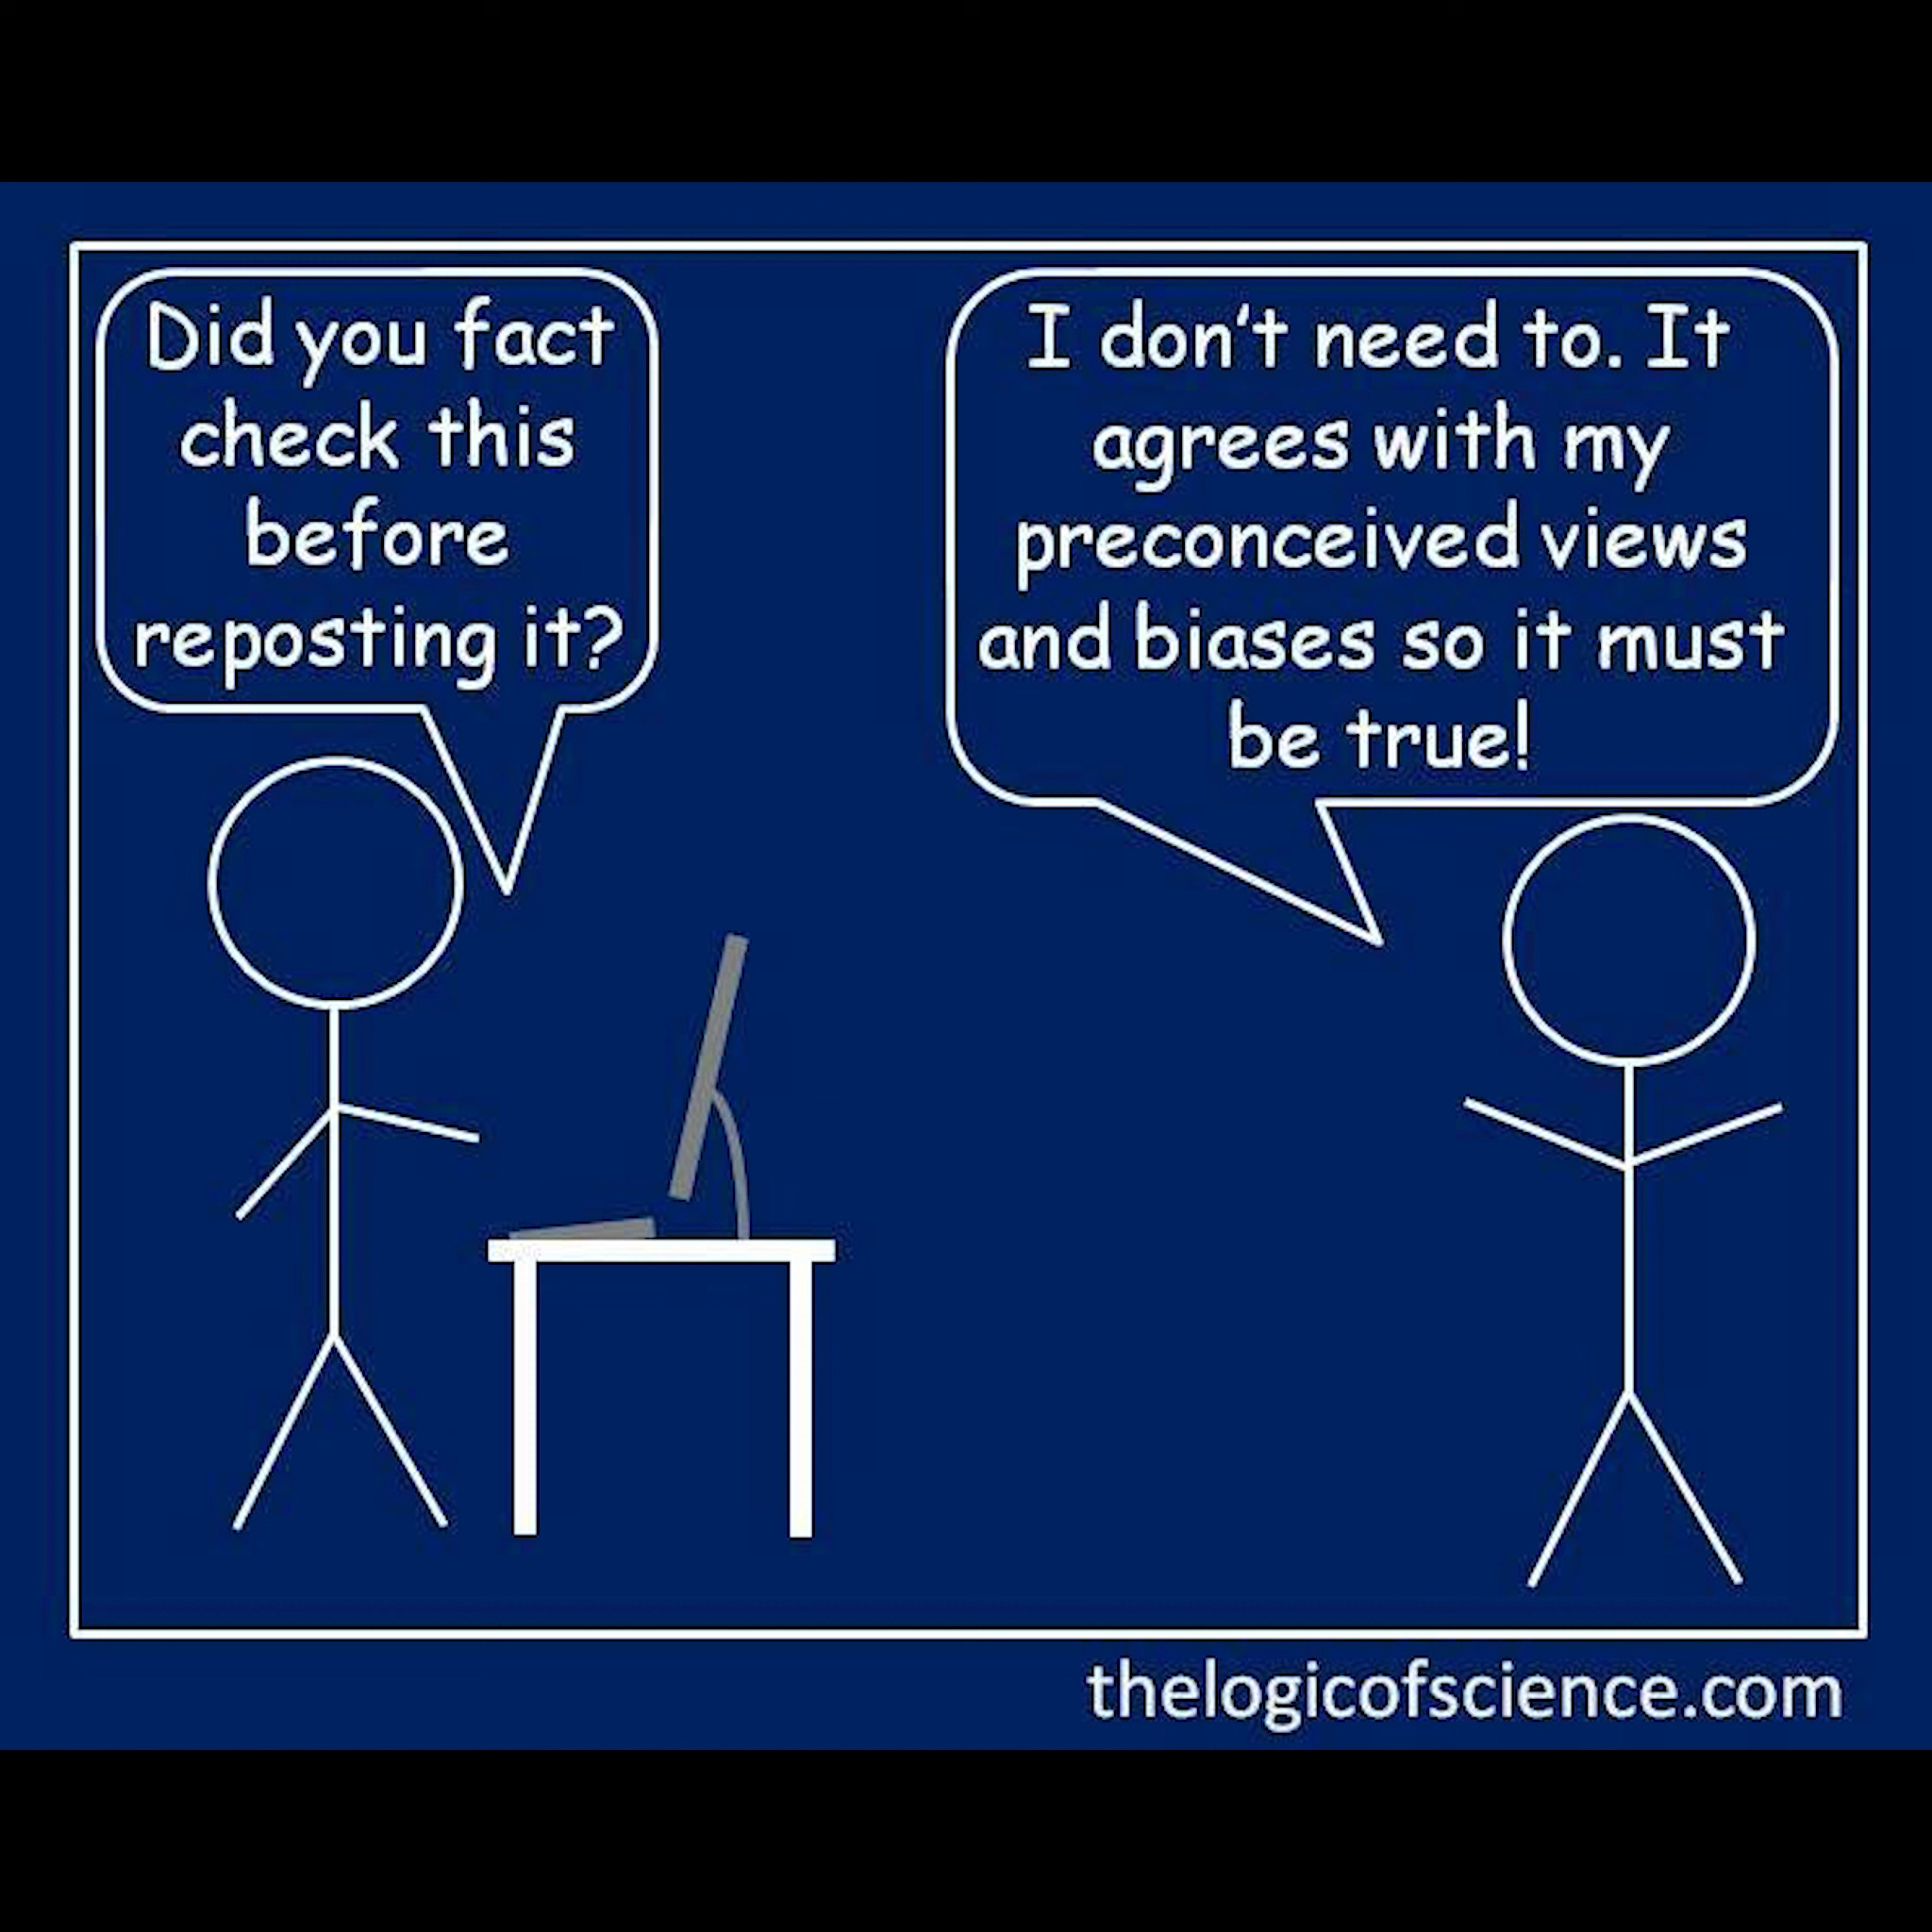 Did you fact
check this
before
reposting it?
I don't need to. It
agrees with my
preconceived views
and biases so it must
be true!
thelogicofscience.com